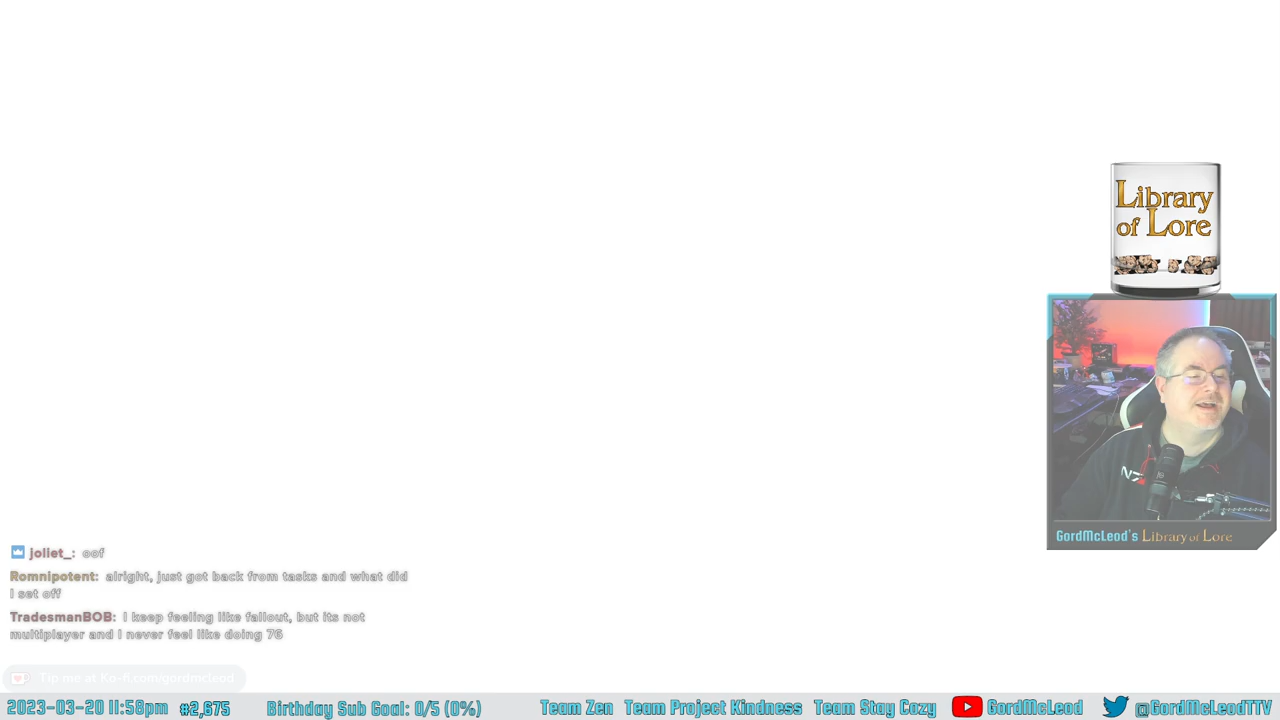 Library
of Lore
N7
GordMcLeod's Library of Lore
joliet_: oof
Romnipotent: alright, just got back from tasks and what did
I set off
TradesmanBOB: I keep feeling like fallout, but its not
multiplayer and I never feel like doing 76
Tip me at Ko-fi.com/gordmcleod
2023-03-20 11:58pm #2,675 Birthday Sub Goal: 0/5 (0%) Team Zen Team Project Kindness Team Stay Cozy GordMcLeod @GordMcLeodTTV